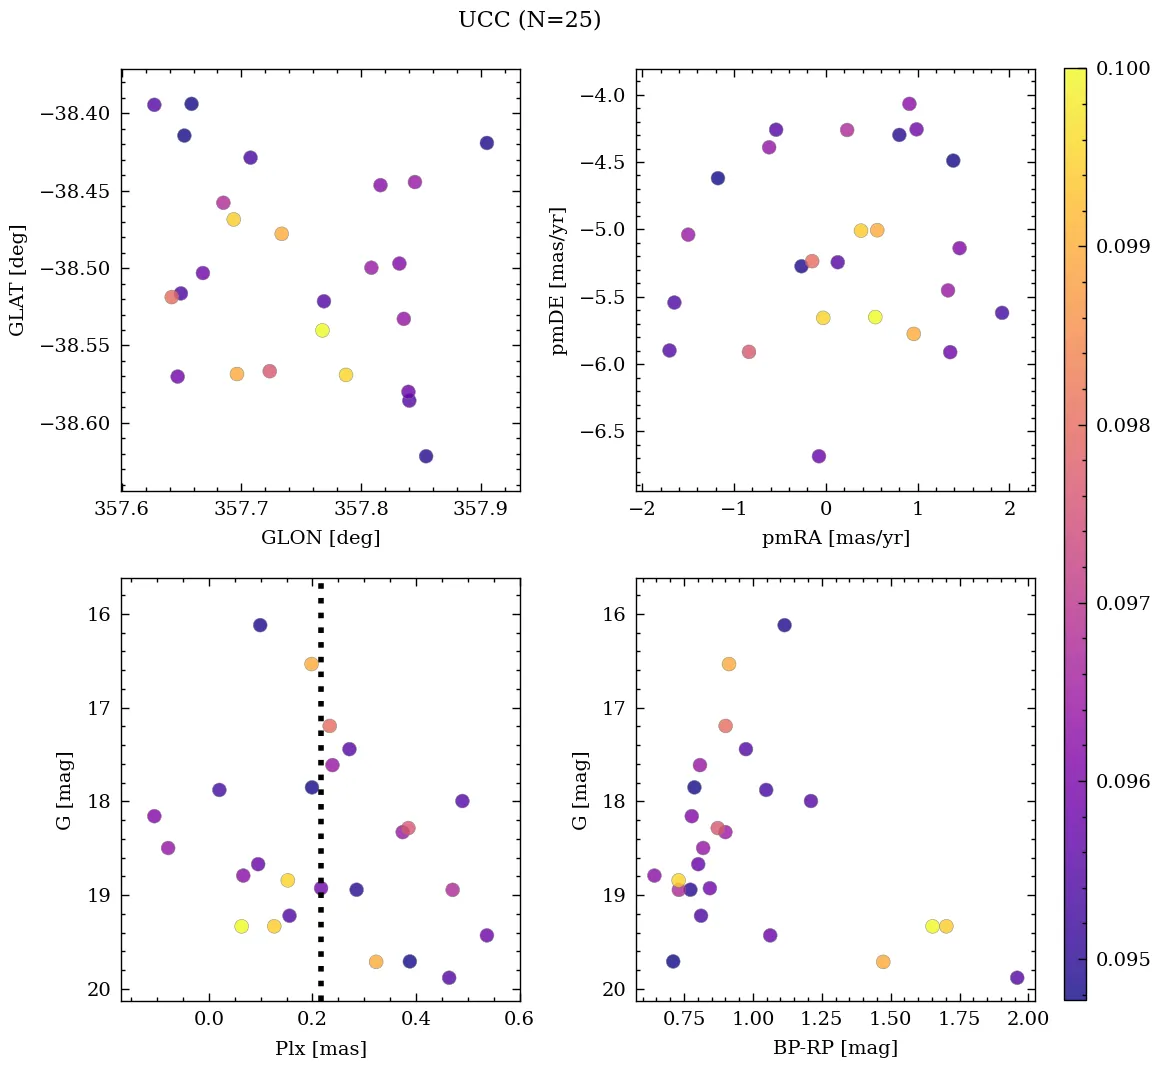 UCC (N=25)
−38.40
−38.45
−38.50
−38.55
−38.60
GLAT [deg]
357.6 357.7 357.8 357.9
GLON [deg]
−4.0
−4.5
−5.0
−5.5
−6.0
−6.5
pmDE [mas/yr]
−2 −1 0 1 2
pmRA [mas/yr]
16
17
18
19
20
G [mag]
0.0 0.2 0.4 0.6
Plx [mas]
16
17
18
19
20
G [mag]
0.75 1.00 1.25 1.50 1.75 2.00
BP-RP [mag]
0.100
0.099
0.098
0.097
0.096
0.095